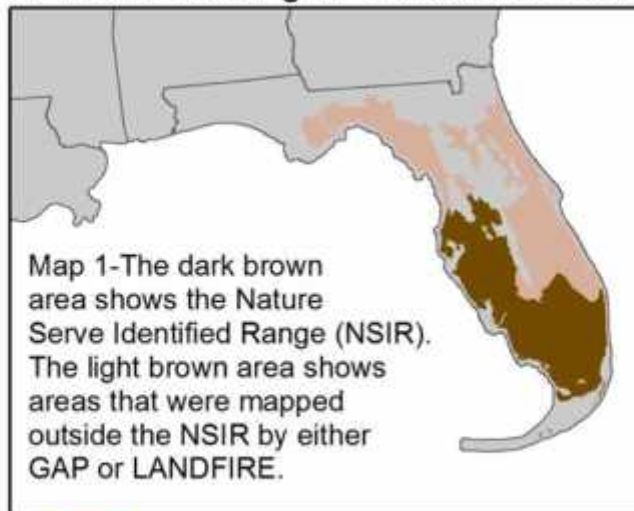 Map 1-The dark brown
area shows the Nature
Serve Identified Range (NSIR).
The light brown area shows
areas that were mapped
outside the NSIR by either
GAP or LANDFIRE.